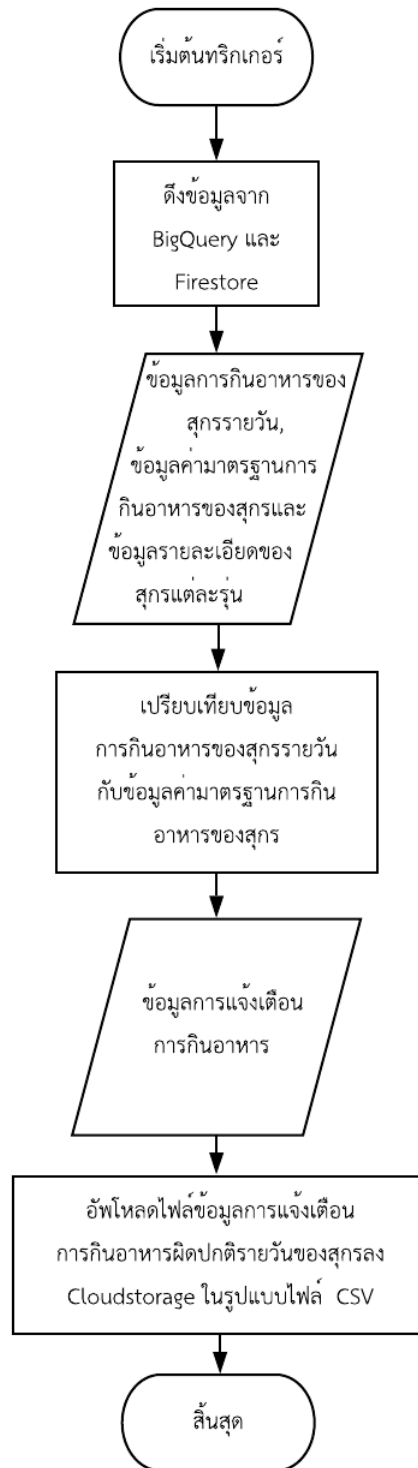 เริ่มต้นทริกเกอร์
ดึงข้อมูลจาก
BigQuery และ
Firestore
ข้อมูลการกินอาหารของ
สุกรรายวัน,
ข้อมูลค่ามาตรฐานการ
กินอาหารของสุกรและ
ข้อมูลรายละเอียดของ
สุกรแต่ละรุ่น
เปรียบเทียบข้อมูล
การกินอาหารของสุกรรายวัน
กับข้อมูลค่ามาตรฐานการกิน
อาหารของสุกร
ข้อมูลการแจ้งเตือน
การกินอาหาร
อัพโหลดไฟล์ข้อมูลการแจ้งเตือน
การกินอาหารผิดปกติรายวันของสุกรลง
Cloudstorage ในรูปแบบไฟล์ CSV
สิ้นสุด